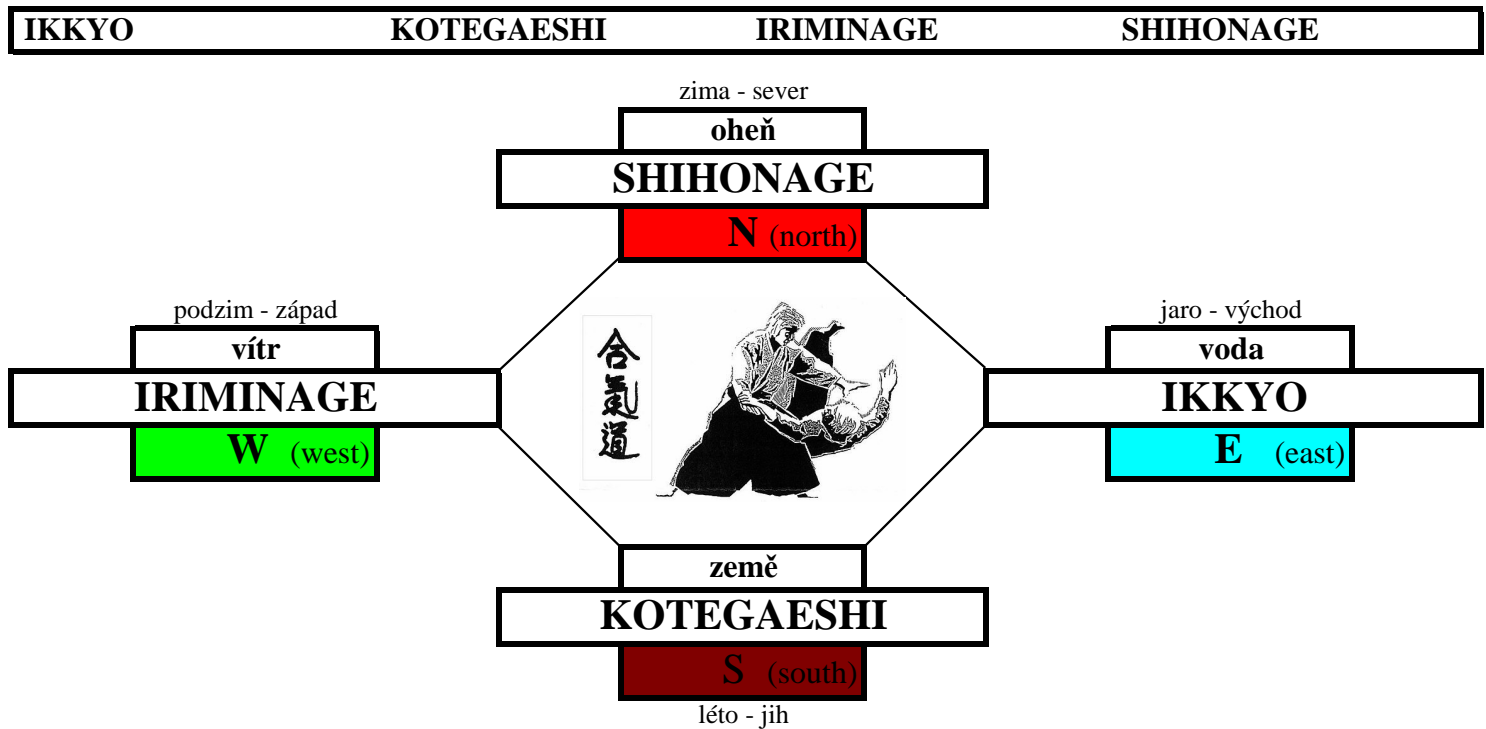 IKKYO KOTEGAESHI IRIMINAGE SHIHONAGE
zima - sever
oheň
SHIHONAGE
N (north)
podzim - západ
vítr
IRIMINAGE
W (west)
合氣道
jaro - východ
voda
IKKYO
E (east)
země
KOTEGAESHI
S (south)
léto - jih